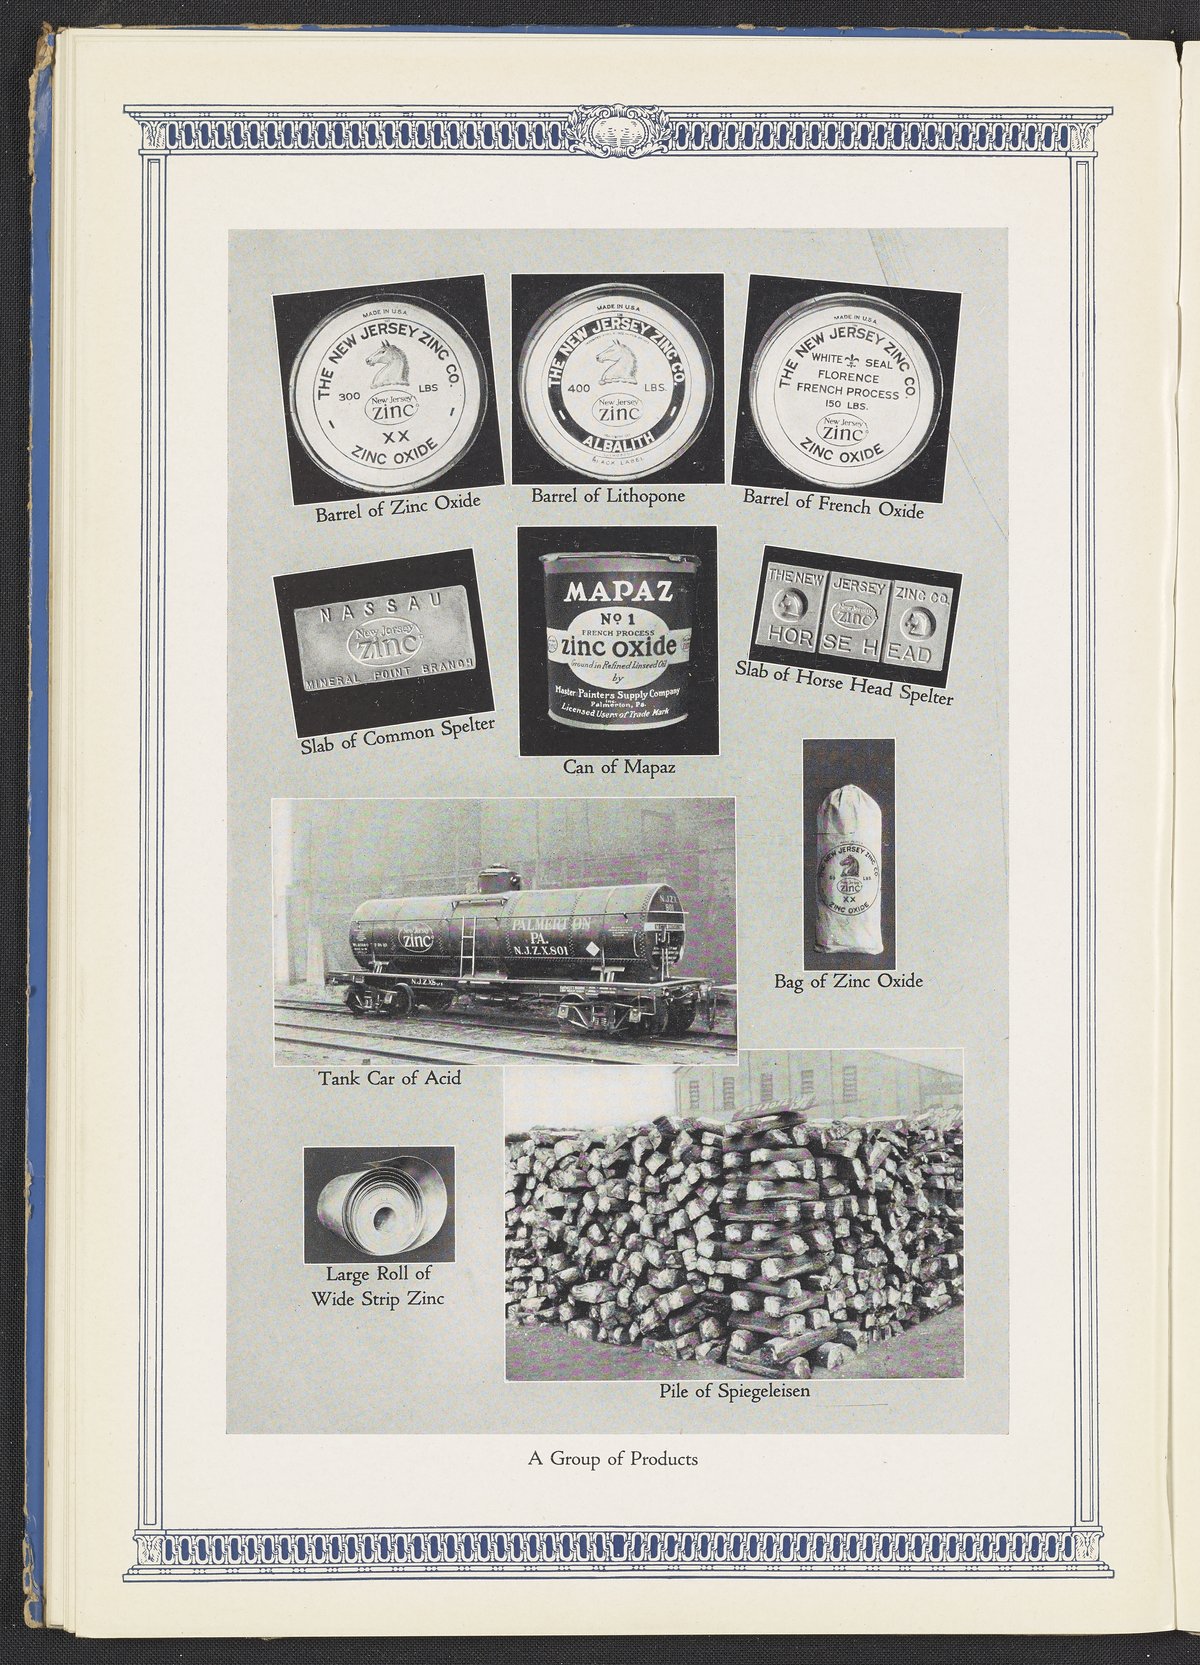 MADE IN U.S.A
THE NEW JERSEY ZINC CO.
300 LBS
New Jersey
zinc
XX
ZINC OXIDE
Barrel of Zinc Oxide
MADE IN U.S.A
THE NEW JERSEY ZINC CO.
400 LBS.
New Jersey
zinc
ALBALITH
BLACK LABEL
Barrel of Lithopone
MADE IN U.S.A
THE NEW JERSEY ZINC CO.
WHITE SEAL
FLORENCE
FRENCH PROCESS
150 LBS.
New Jersey
zinc
ZINC OXIDE
Barrel of French Oxide
NASSAU
New Jersey
zinc
MINERAL POINT BRANCH
Slab of Common Spelter
MAPAZ
No 1
FRENCH PROCESS
zinc oxide
Ground in Refined Linseed Oil
by
Master Painters Supply Company
Inc.
Palmerton, Pa.
Licensed Users of Trade Mark
Can of Mapaz
THE NEW JERSEY ZINC CO.
New Jersey
zinc
HORSE HEAD
Slab of Horse Head Spelter
New Jersey
zinc
PALMERTON
PA.
N.J.Z.X.801
N.J.Z.X.
801
N.J.Z.X.801
Tank Car of Acid
THE NEW JERSEY ZINC CO.
LBS
zinc
XX
ZINC OXIDE
Bag of Zinc Oxide
Large Roll of
Wide Strip Zinc
Pile of Spiegeleisen
A Group of Products